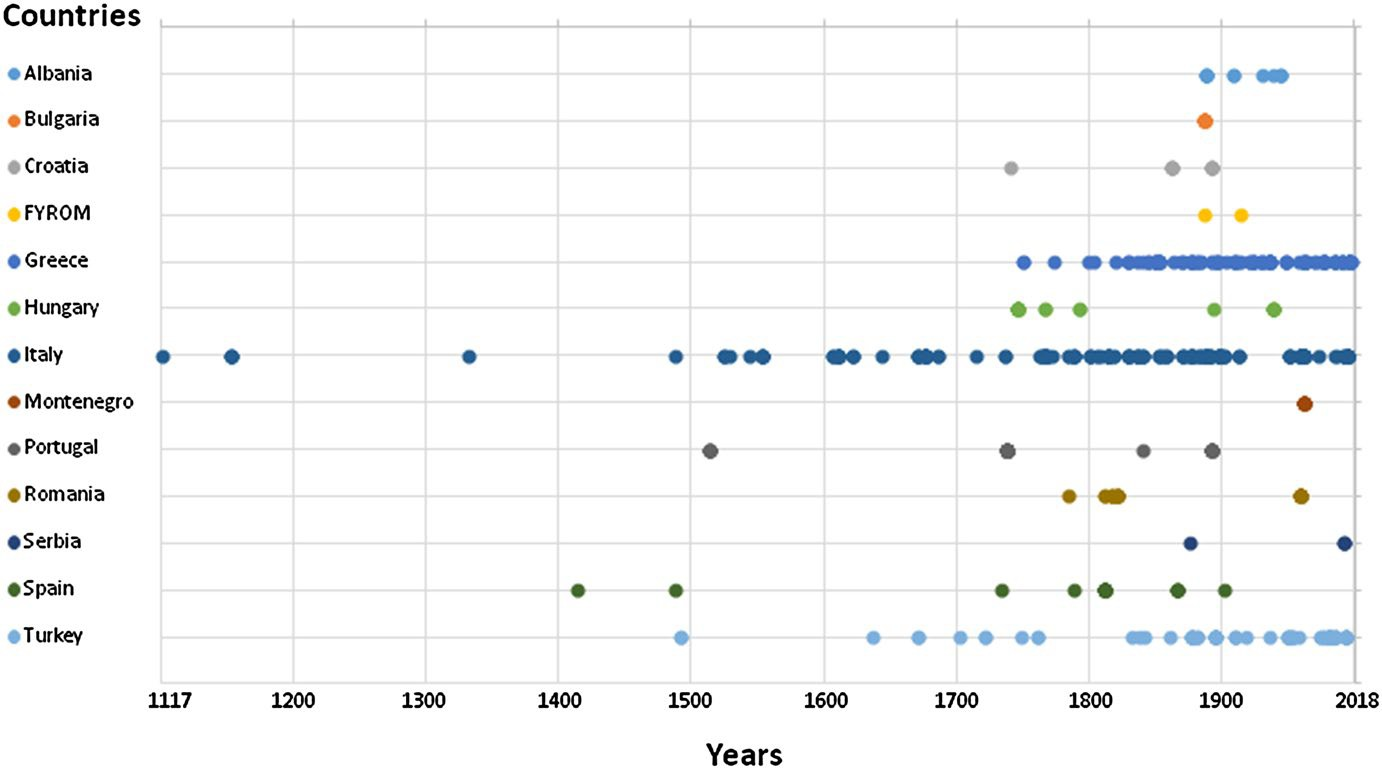 Countries
Albania
Bulgaria
Croatia
FYROM
Greece
Hungary
Italy
Montenegro
Portugal
Romania
Serbia
Spain
Turkey
1117 1200 1300 1400 1500 1600 1700 1800 1900 2018
Years